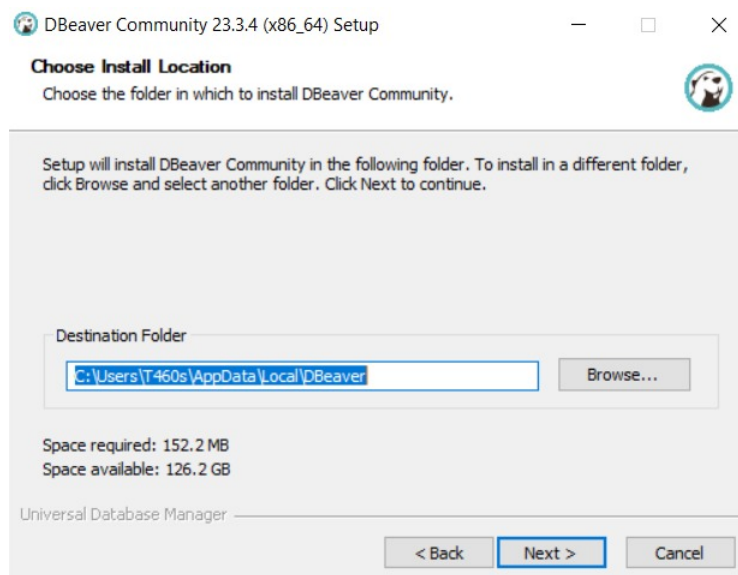 DBeaver Community 23.3.4 (x86_64) Setup
Choose Install Location
Choose the folder in which to install DBeaver Community.
Setup will install DBeaver Community in the following folder. To install in a different folder,
click Browse and select another folder. Click Next to continue.
Destination Folder
C:\Users\T460s\AppData\Local\DBeaver
Browse...
Space required: 152.2 MB
Space available: 126.2 GB
Universal Database Manager
< Back
Next >
Cancel